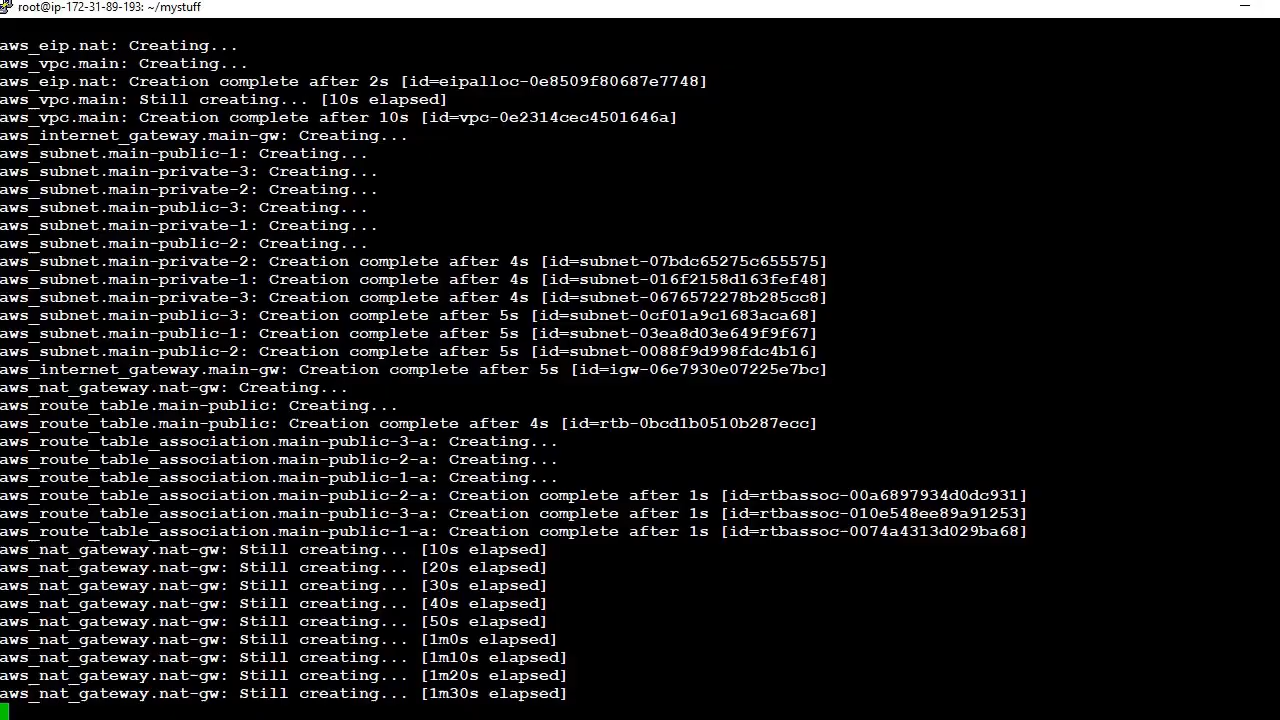 root@ip-172-31-89-193: ~/mystuff
aws_eip.nat: Creating...
aws_vpc.main: Creating...
aws_eip.nat: Creation complete after 2s [id=eipalloc-0e8509f80687e7748]
aws_vpc.main: Still creating... [10s elapsed]
aws_vpc.main: Creation complete after 10s [id=vpc-0e2314cec4501646a]
aws_internet_gateway.main-gw: Creating...
aws_subnet.main-public-1: Creating...
aws_subnet.main-private-3: Creating...
aws_subnet.main-private-2: Creating...
aws_subnet.main-public-3: Creating...
aws_subnet.main-private-1: Creating...
aws_subnet.main-public-2: Creating...
aws_subnet.main-private-2: Creation complete after 4s [id=subnet-07bdc65275c655575]
aws_subnet.main-private-1: Creation complete after 4s [id=subnet-016f2158d163fef48]
aws_subnet.main-private-3: Creation complete after 4s [id=subnet-0676572278b285cc8]
aws_subnet.main-public-3: Creation complete after 5s [id=subnet-0cf01a9c1683aca68]
aws_subnet.main-public-1: Creation complete after 5s [id=subnet-03ea8d03e649f9f67]
aws_subnet.main-public-2: Creation complete after 5s [id=subnet-0088f9d998fdc4b16]
aws_internet_gateway.main-gw: Creation complete after 5s [id=igw-06e7930e07225e7bc]
aws_nat_gateway.nat-gw: Creating...
aws_route_table.main-public: Creating...
aws_route_table.main-public: Creation complete after 4s [id=rtb-0bcd1b0510b287ecc]
aws_route_table_association.main-public-3-a: Creating...
aws_route_table_association.main-public-2-a: Creating...
aws_route_table_association.main-public-1-a: Creating...
aws_route_table_association.main-public-2-a: Creation complete after 1s [id=rtbassoc-00a6897934d0dc931]
aws_route_table_association.main-public-3-a: Creation complete after 1s [id=rtbassoc-010e548ee89a91253]
aws_route_table_association.main-public-1-a: Creation complete after 1s [id=rtbassoc-0074a4313d029ba68]
aws_nat_gateway.nat-gw: Still creating... [10s elapsed]
aws_nat_gateway.nat-gw: Still creating... [20s elapsed]
aws_nat_gateway.nat-gw: Still creating... [30s elapsed]
aws_nat_gateway.nat-gw: Still creating... [40s elapsed]
aws_nat_gateway.nat-gw: Still creating... [50s elapsed]
aws_nat_gateway.nat-gw: Still creating... [1m0s elapsed]
aws_nat_gateway.nat-gw: Still creating... [1m10s elapsed]
aws_nat_gateway.nat-gw: Still creating... [1m20s elapsed]
aws_nat_gateway.nat-gw: Still creating... [1m30s elapsed]